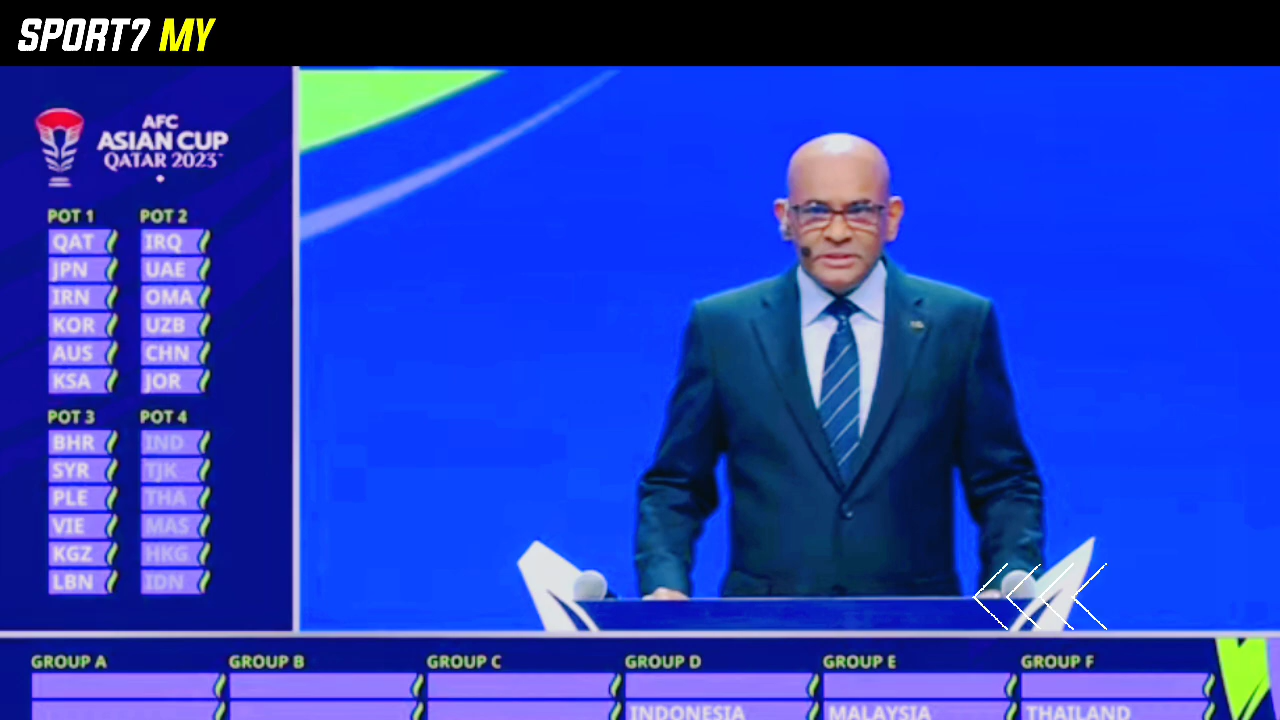 SPORT7 MY
AFC
ASIAN CUP
QATAR 2023
POT 1
QAT
JPN
IRN
KOR
AUS
KSA
POT 2
IRQ
UAE
OMA
UZB
CHN
JOR
POT 3
BHR
SYR
PLE
VIE
KGZ
LBN
POT 4
IND
TJK
THA
MAS
HKG
IDN
GROUP A
GROUP B
GROUP C
GROUP D
INDONESIA
GROUP E
MALAYSIA
GROUP F
THAILAND